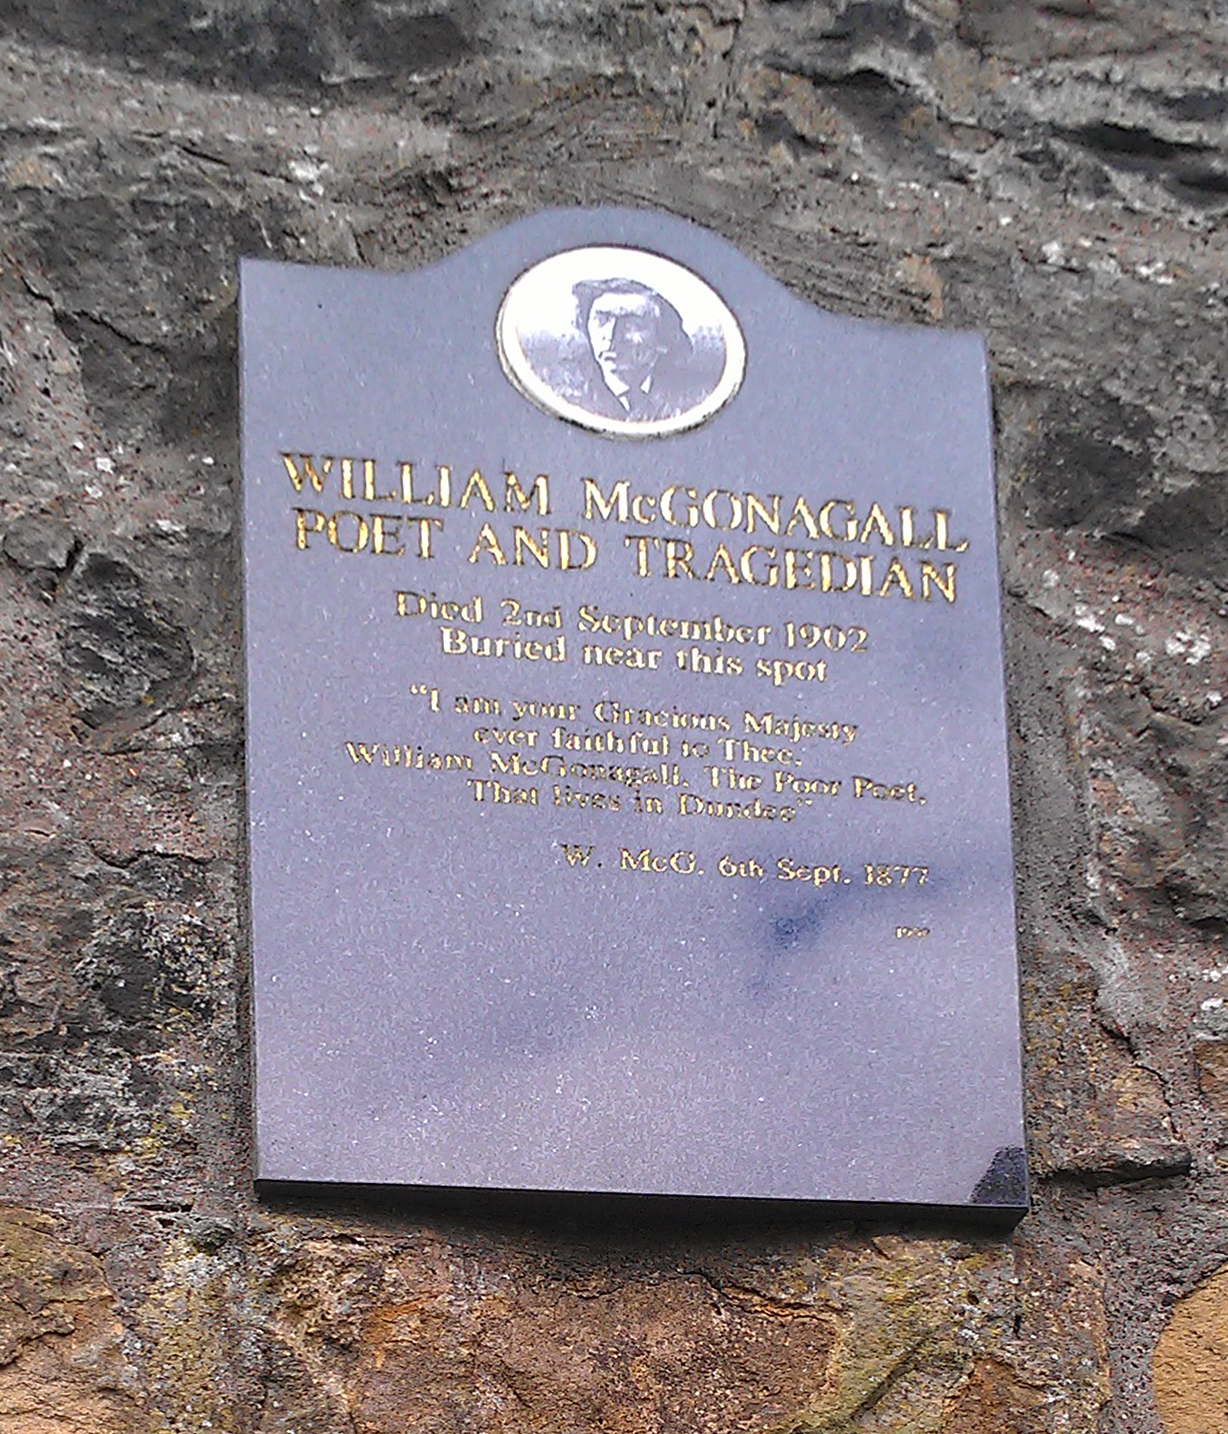 WILLIAM McGONAGALL
POET AND TRAGEDIAN
Died 2nd September 1902
Buried near this spot
“I am your Gracious Majesty
ever faithful to Thee,
William McGonagall, The Poor Poet,
That lives in Dundee”
W. McG. 6th Sept. 1877